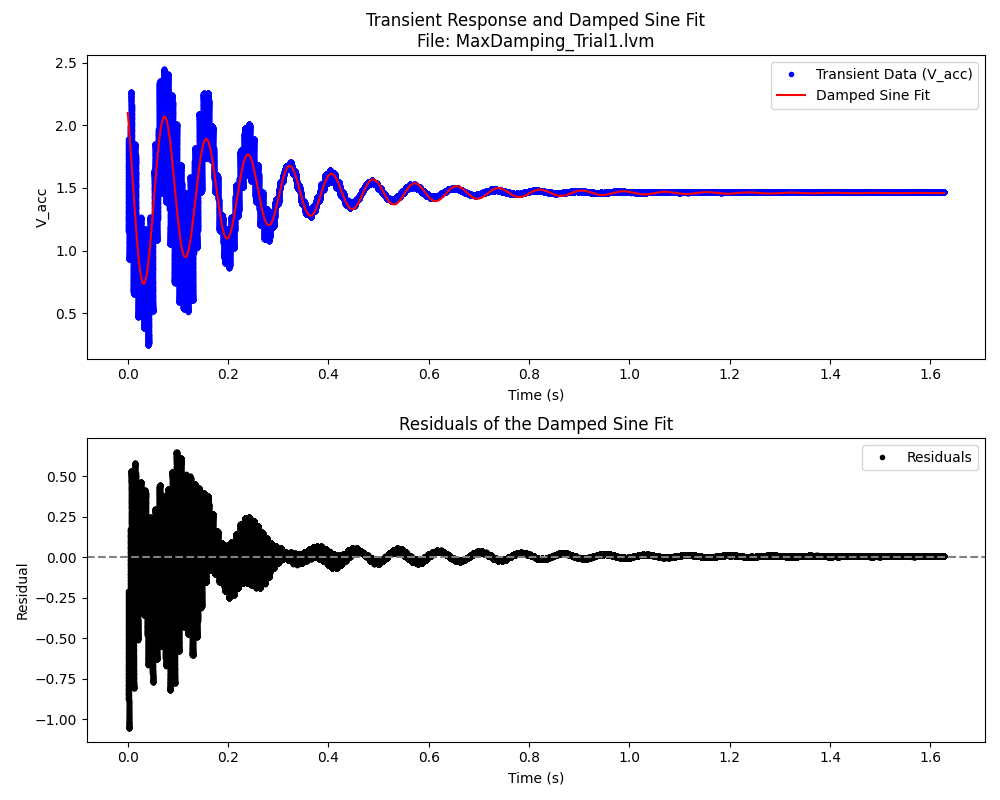 Transient Response and Damped Sine Fit
File: MaxDamping_Trial1.lvm
2.5
2.0
1.5
1.0
0.5
V_acc
Transient Data (V_acc)
Damped Sine Fit
0.0 0.2 0.4 0.6 0.8 1.0 1.2 1.4 1.6
Time (s)
Residuals of the Damped Sine Fit
0.50
0.25
0.00
−0.25
−0.50
−0.75
−1.00
Residual
Residuals
0.0 0.2 0.4 0.6 0.8 1.0 1.2 1.4 1.6
Time (s)